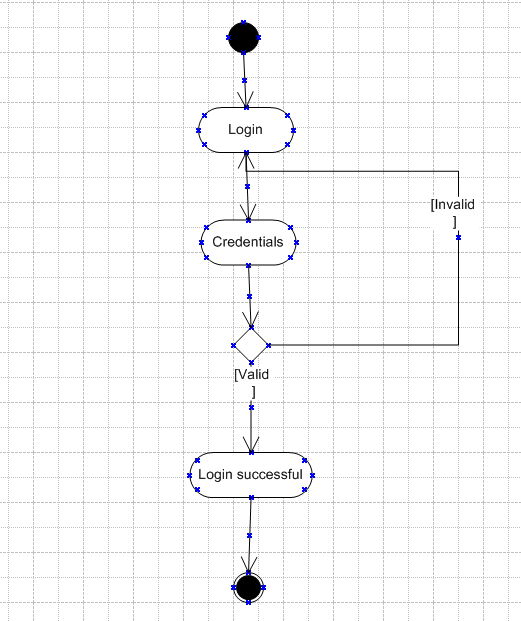 Login
[Invalid
]
Credentials
[Valid
]
Login successful